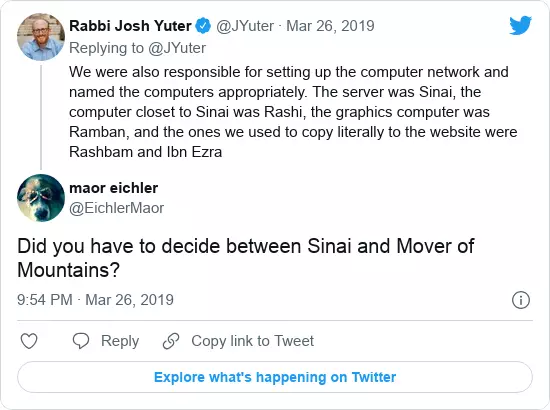 Rabbi Josh Yuter @JYuter · Mar 26, 2019
Replying to @JYuter
We were also responsible for setting up the computer network and
named the computers appropriately. The server was Sinai, the
computer closet to Sinai was Rashi, the graphics computer was
Ramban, and the ones we used to copy literally to the website were
Rashbam and Ibn Ezra
maor eichler
@EichlerMaor
Did you have to decide between Sinai and Mover of
Mountains?
9:54 PM · Mar 26, 2019
Reply Copy link to Tweet
Explore what's happening on Twitter